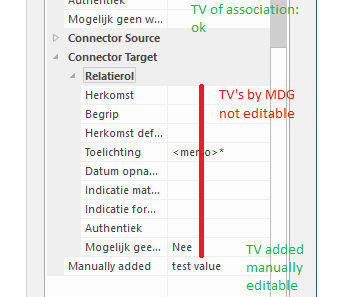 Authentiek
Mogelijk geen w...
TV of association:
ok
Connector Source
Connector Target
Relatierol
Herkomst
Begrip
Herkomst def...
Toelichting <memo>*
Datum opna...
Indicatie mat...
Indicatie for...
Authentiek
Mogelijk gee... Nee
Manually added test value
TV's by MDG
not editable
TV added
manually
editable